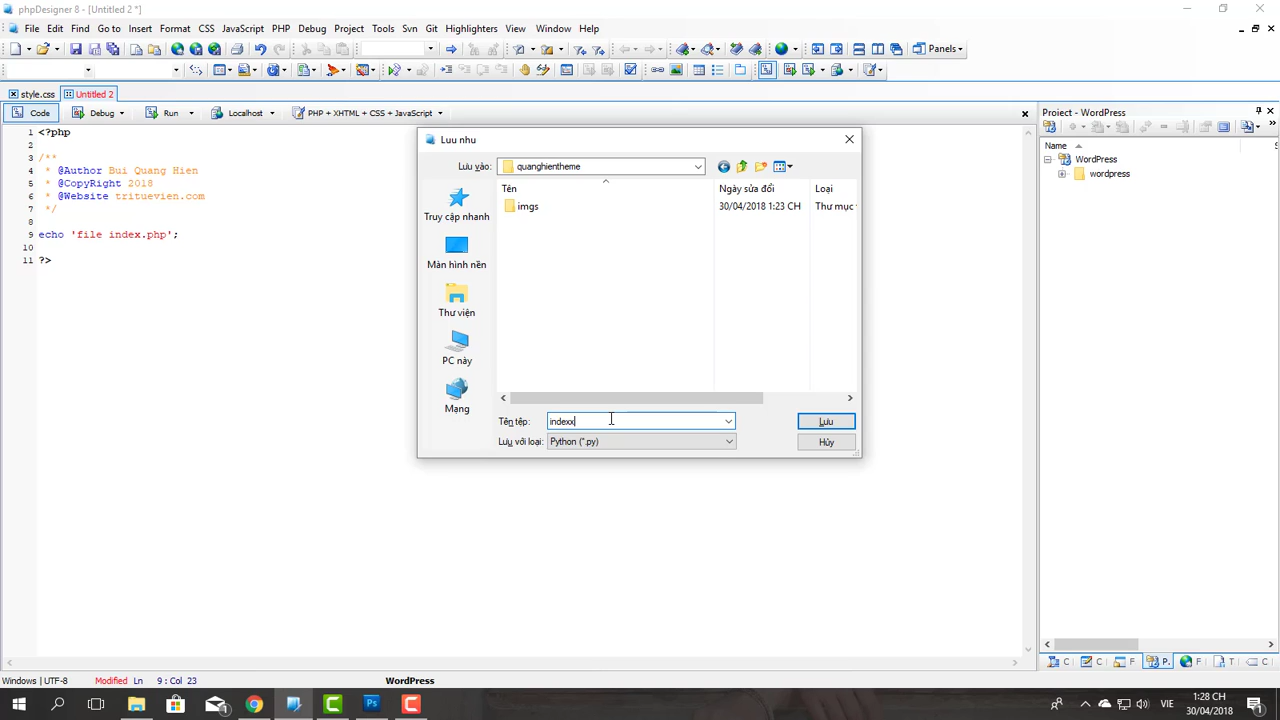 phpDesigner 8 - [Untitled 2 *]
File Edit Find Go to Insert Format CSS JavaScript PHP Debug Project Tools Svn Git Highlighters View Window Help
Panels
style.css Untitled 2
Code Debug Run Localhost PHP + XHTML + CSS + JavaScript
1 <?php
2
3 /**
4 * @Author Bui Quang Hien
5 * @CopyRight 2018
6 * @Website trituevien.com
7 */
8
9 echo 'file index.php';
10
11 ?>
Lưu như
Lưu vào: quanghientheme
Tên Ngày sửa đổi Loại
imgs 30/04/2018 1:23 CH Thư mục
Truy cập nhanh
Màn hình nền
Thư viện
PC này
Mạng
Tên tệp: indexx Lưu
Lưu với loại: Python (*.py) Hủy
Project - WordPress
Name S
WordPress
wordpress
C C F P. F T C
Windows | UTF-8 Modified Ln 9 : Col 23 WordPress
VIE
1:28 CH
30/04/2018
1
1